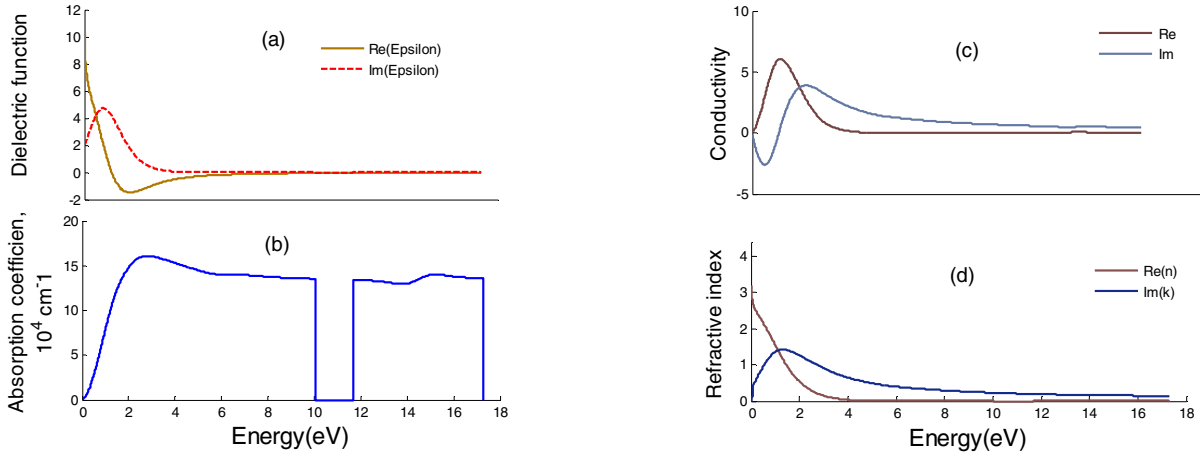 Dielectric function
12
10
8
6
4
2
0
-2
(a)
Re(Epsilon)
Im(Epsilon)
Absorption coefficien,
10^4 cm-1
20
15
10
5
0
(b)
0 2 4 6 8 10 12 14 16 18
Energy(eV)
Conductivity
10
5
0
-5
(c)
Re
Im
Refractive index
4
3
2
1
0
(d)
Re(n)
Im(k)
0 2 4 6 8 10 12 14 16 18
Energy(eV)